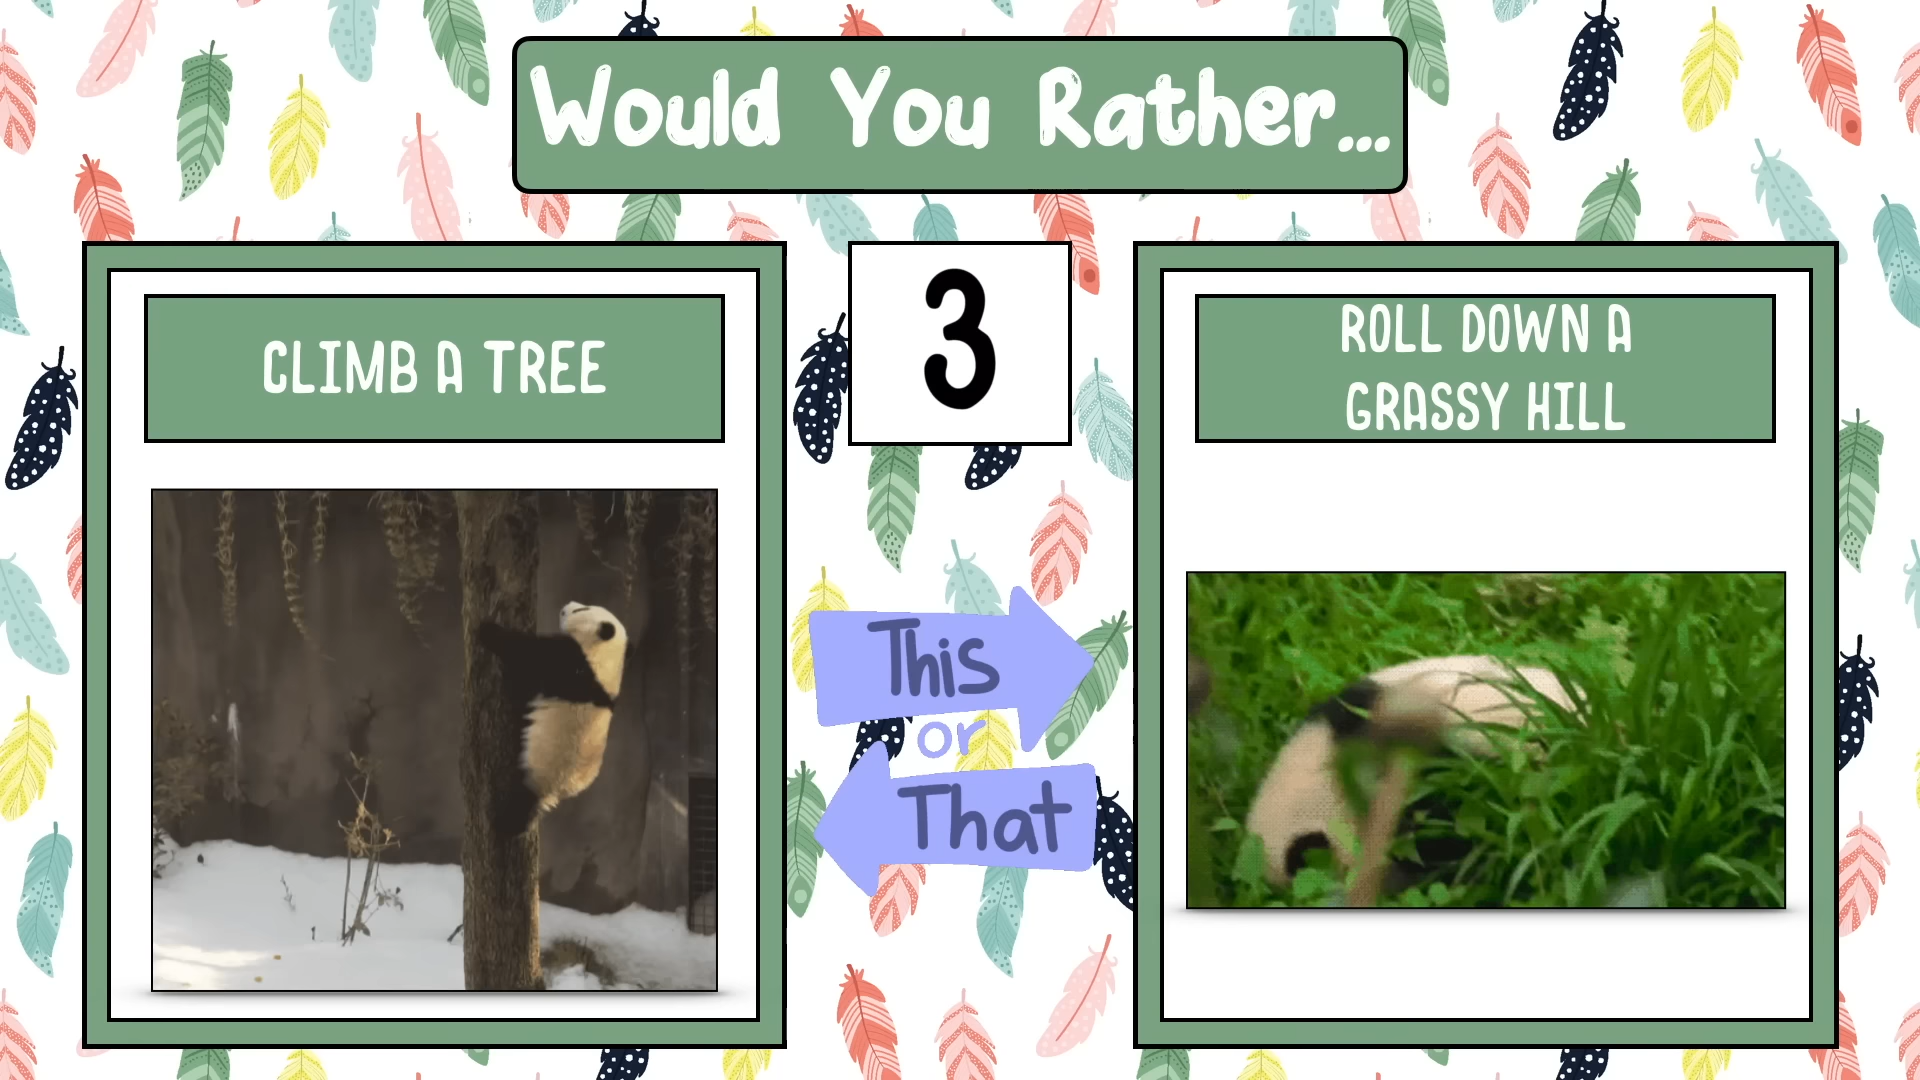 Would You Rather...
CLIMB A TREE
3
ROLL DOWN A
GRASSY HILL
This
or
That